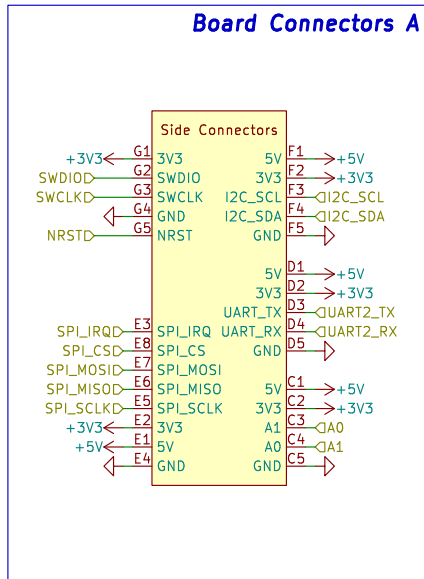 Board Connectors A
Side Connectors
+3V3 G1 3V3 5V F1 +5V
SWDIO G2 SWDIO 3V3 F2 +3V3
SWCLK G3 SWCLK I2C_SCL F3 I2C_SCL
G4 GND I2C_SDA F4 I2C_SDA
NRST G5 NRST GND F5
5V D1 +5V
3V3 D2 +3V3
UART_TX D3 UART2_TX
SPI_IRQ E3 SPI_IRQ UART_RX D4 UART2_RX
SPI_CS E8 SPI_CS GND D5
SPI_MOSI E7 SPI_MOSI
SPI_MISO E6 SPI_MISO 5V C1 +5V
SPI_SCLK E5 SPI_SCLK 3V3 C2 +3V3
+3V3 E2 3V3 A1 C3 A0
+5V E1 5V A0 C4 A1
E4 GND GND C5